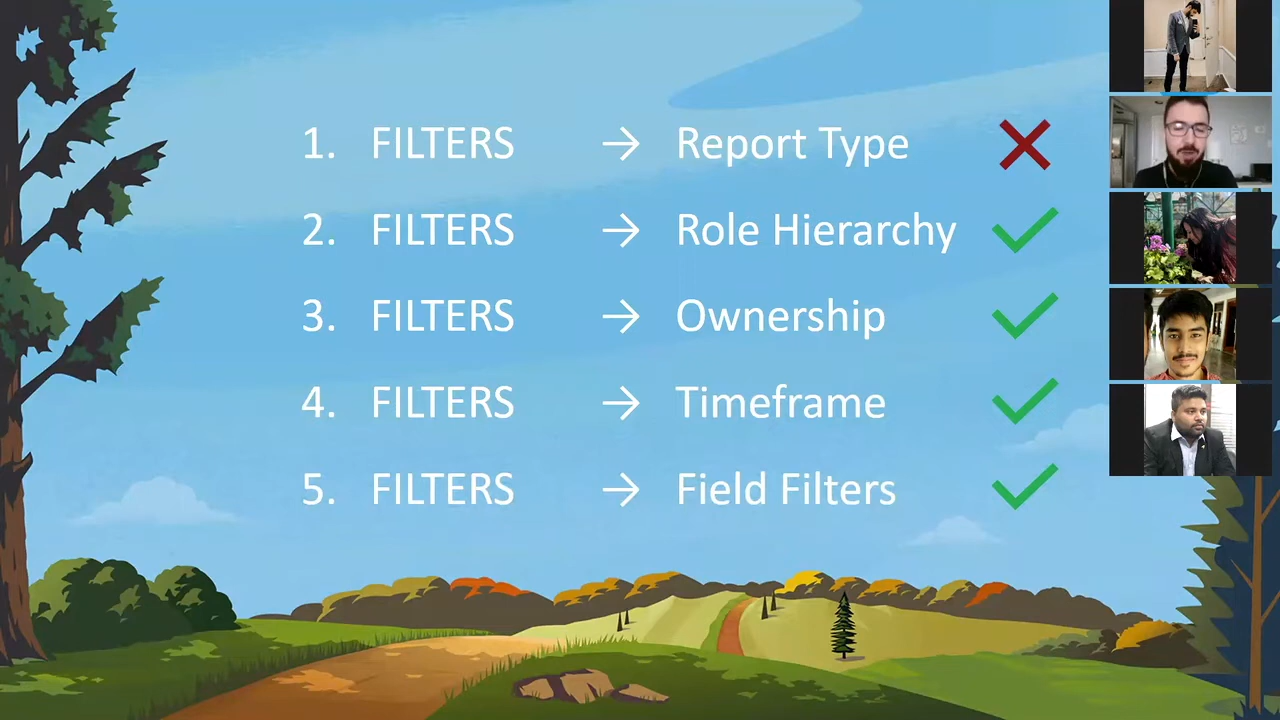 1. FILTERS → Report Type ❌
2. FILTERS → Role Hierarchy ✓
3. FILTERS → Ownership ✓
4. FILTERS → Timeframe ✓
5. FILTERS → Field Filters ✓